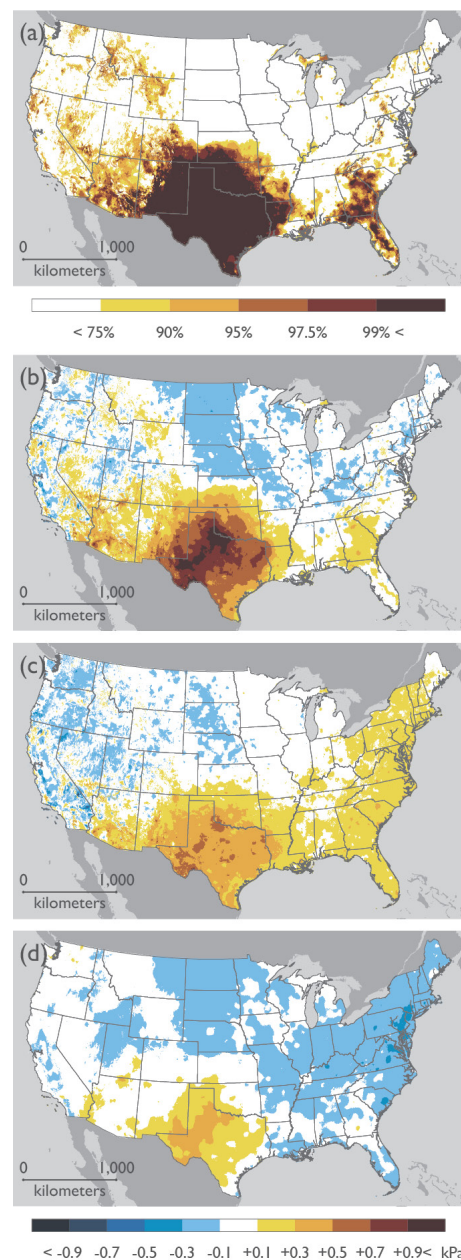 (a)
0 1,000
kilometers
< 75% 90% 95% 97.5% 99% <
(b)
0 1,000
kilometers
(c)
0 1,000
kilometers
(d)
0 1,000
kilometers
< -0.9 -0.7 -0.5 -0.3 -0.1 +0.1 +0.3 +0.5 +0.7 +0.9< kPa